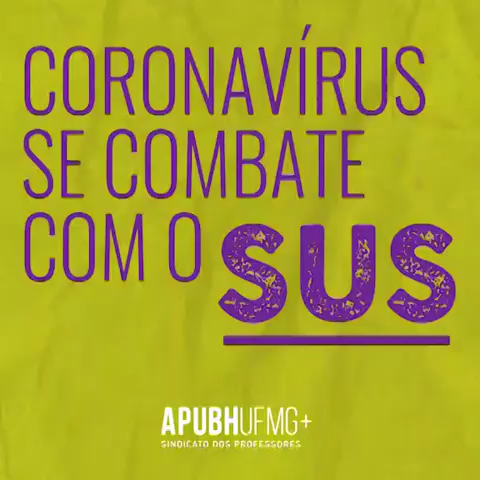 CORONAVÍRUS
SE COMBATE
COM O SUS
APUBHUFMG+
SINDICATO DOS PROFESSORES